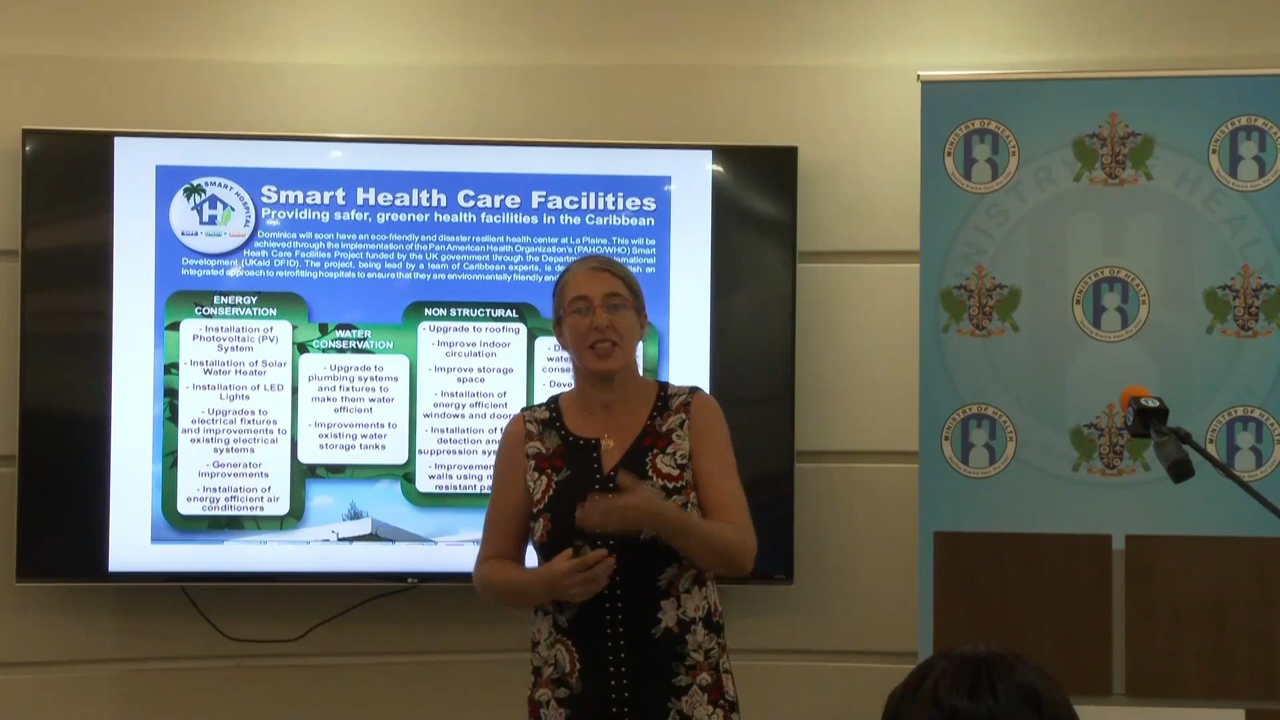 SMART HOSPITAL
Smart Health Care Facilities
Providing safer, greener health facilities in the Caribbean
Dominica will soon have an eco-friendly and disaster resilient health center at La Plaine. This will be
achieved through the implementation of the Pan American Health Organization's (PAHO/WHO) Smart
Health Care Facilities Project funded by the UK government through the Department
Development (UKaid DFID). The project, being lead by a team of Caribbean experts, is
integrated approach to retrofitting hospitals to ensure that they are environmentally friendly and
ENERGY
CONSERVATION
- Installation of
Photovoltaic (PV)
System
- Installation of Solar
Water Heater
- Installation of LED
Lights
- Upgrades to
electrical fixtures
and improvements to
existing electrical
systems
- Generator
improvements
- Installation of
energy efficient air
conditioners
WATER
CONSERVATION
- Upgrade to
plumbing systems
and fixtures to
make them water
efficient
- Improvements to
existing water
storage tanks
NON STRUCTURAL
- Upgrade to roofing
- Improve indoor
circulation
- Improve storage
space
- Installation of
energy efficient
windows and doors
- Installation of
detection and
suppression
walls using
resistant
LG
MINISTRY OF HEALTH
MINISTRY OF HEALTH
MINISTRY OF HEALTH
MINISTRY OF HEALTH
MINISTRY OF HEALTH